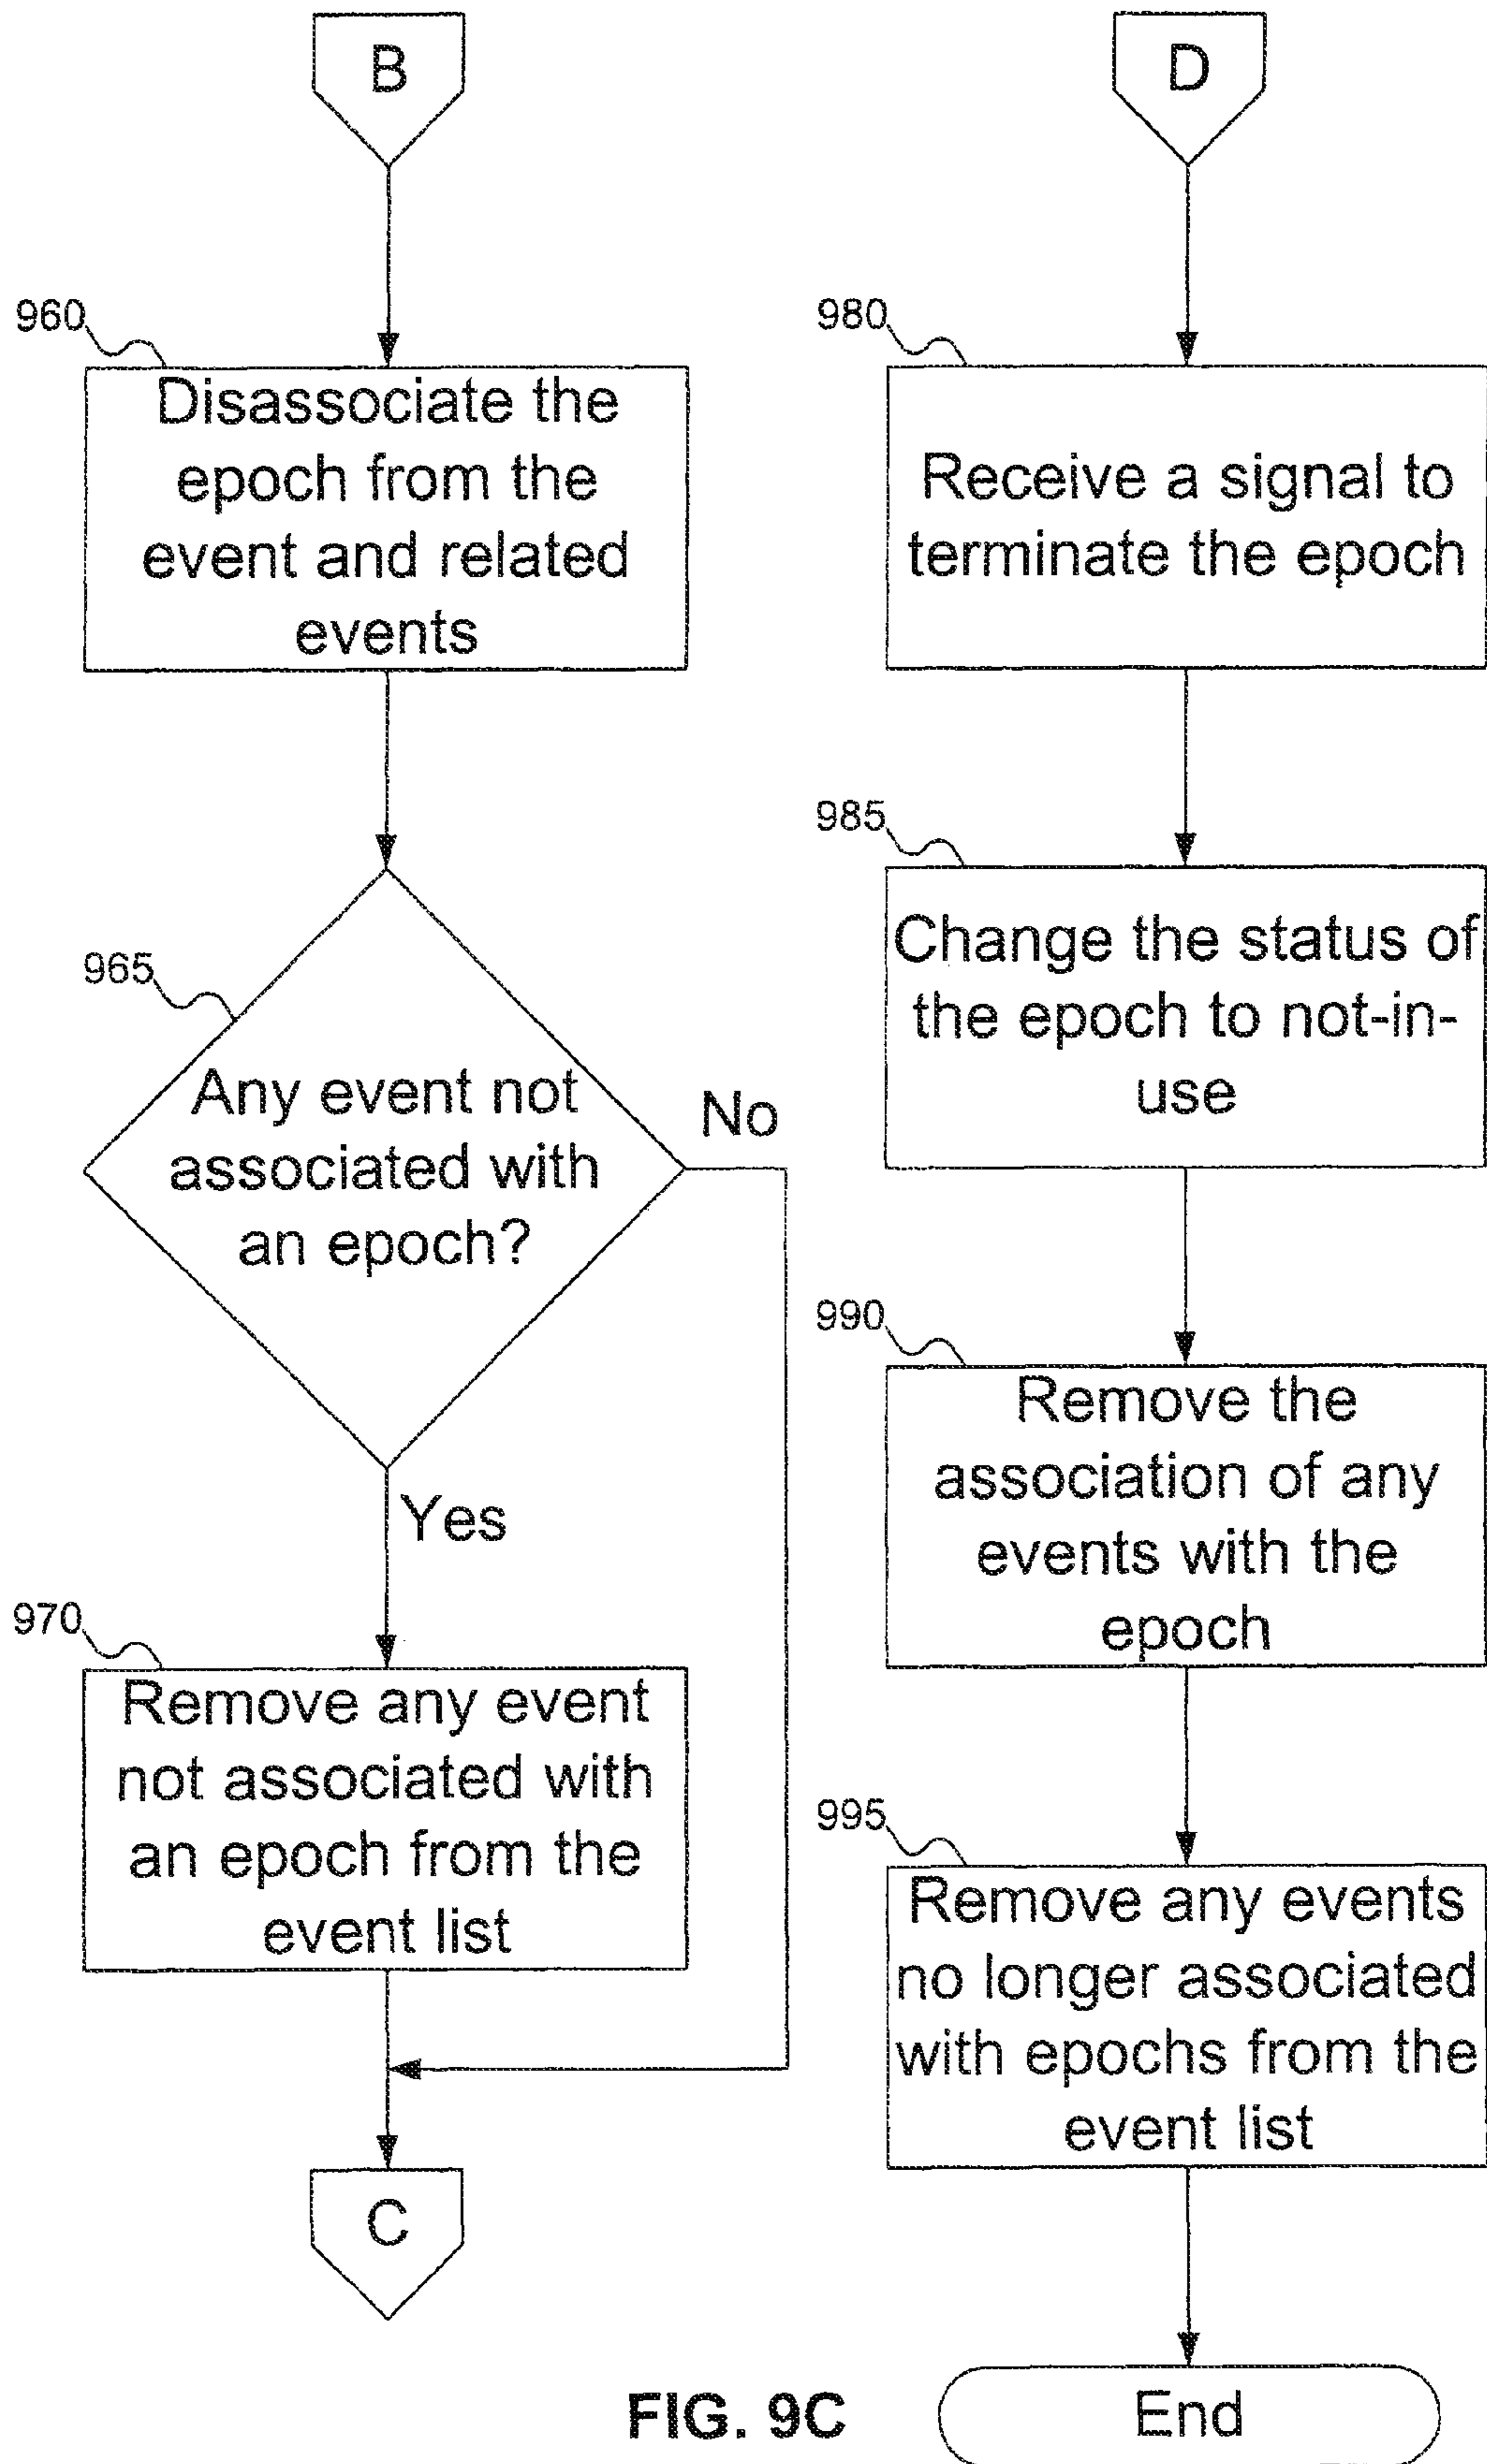 B
960
Disassociate the
epoch from the
event and related
events
965
Any event not
associated with
an epoch?
No
Yes
970
Remove any event
not associated with
an epoch from the
event list
C
D
980
Receive a signal to
terminate the epoch
985
Change the status of
the epoch to not-in-
use
990
Remove the
association of any
events with the
epoch
995
Remove any events
no longer associated
with epochs from the
event list
End
FIG. 9C